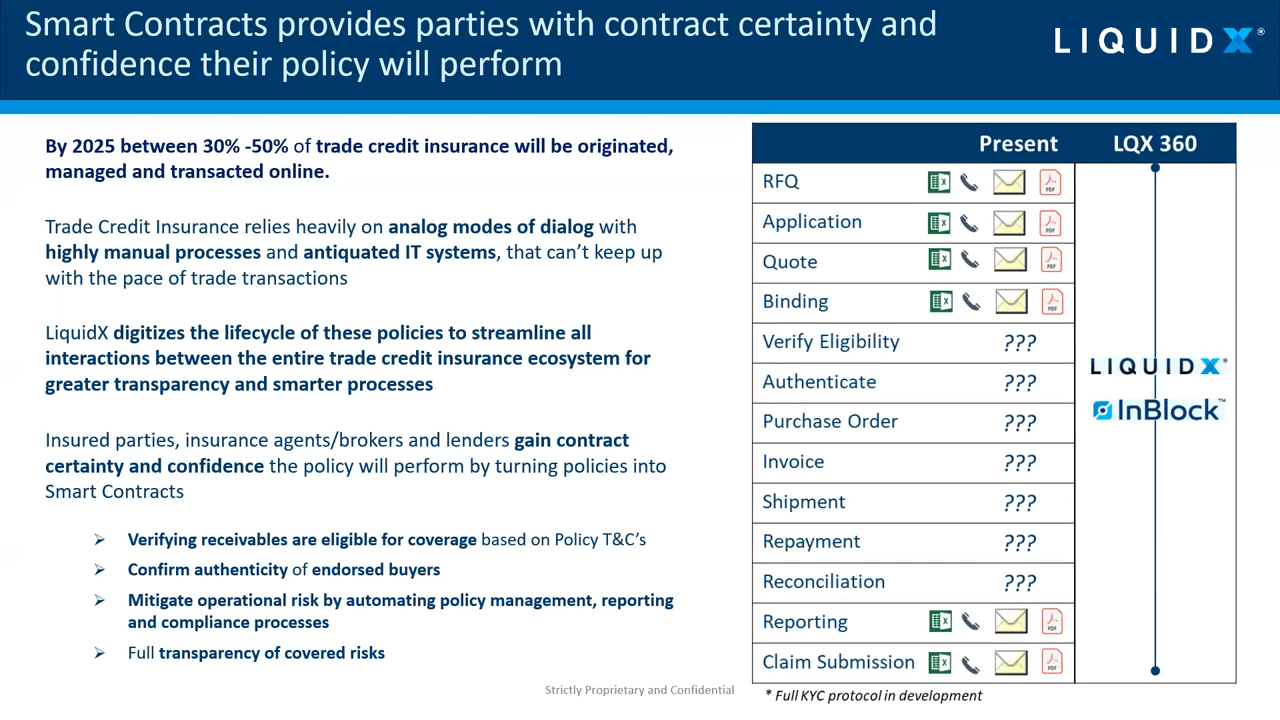 Smart Contracts provides parties with contract certainty and
confidence their policy will perform
LIQUIDX®
By 2025 between 30% -50% of trade credit insurance will be originated,
managed and transacted online.
Trade Credit Insurance relies heavily on analog modes of dialog with
highly manual processes and antiquated IT systems, that can’t keep up
with the pace of trade transactions
LiquidX digitizes the lifecycle of these policies to streamline all
interactions between the entire trade credit insurance ecosystem for
greater transparency and smarter processes
Insured parties, insurance agents/brokers and lenders gain contract
certainty and confidence the policy will perform by turning policies into
Smart Contracts
Verifying receivables are eligible for coverage based on Policy T&C’s
Confirm authenticity of endorsed buyers
Mitigate operational risk by automating policy management, reporting
and compliance processes
Full transparency of covered risks
Present LQX 360
RFQ X PDF
Application X PDF
Quote X PDF
Binding X PDF
Verify Eligibility ???
Authenticate ???
Purchase Order ???
Invoice ???
Shipment ???
Repayment ???
Reconciliation ???
Reporting X PDF
Claim Submission X PDF
LIQUIDX®
InBlock™
* Full KYC protocol in development
Strictly Proprietary and Confidential